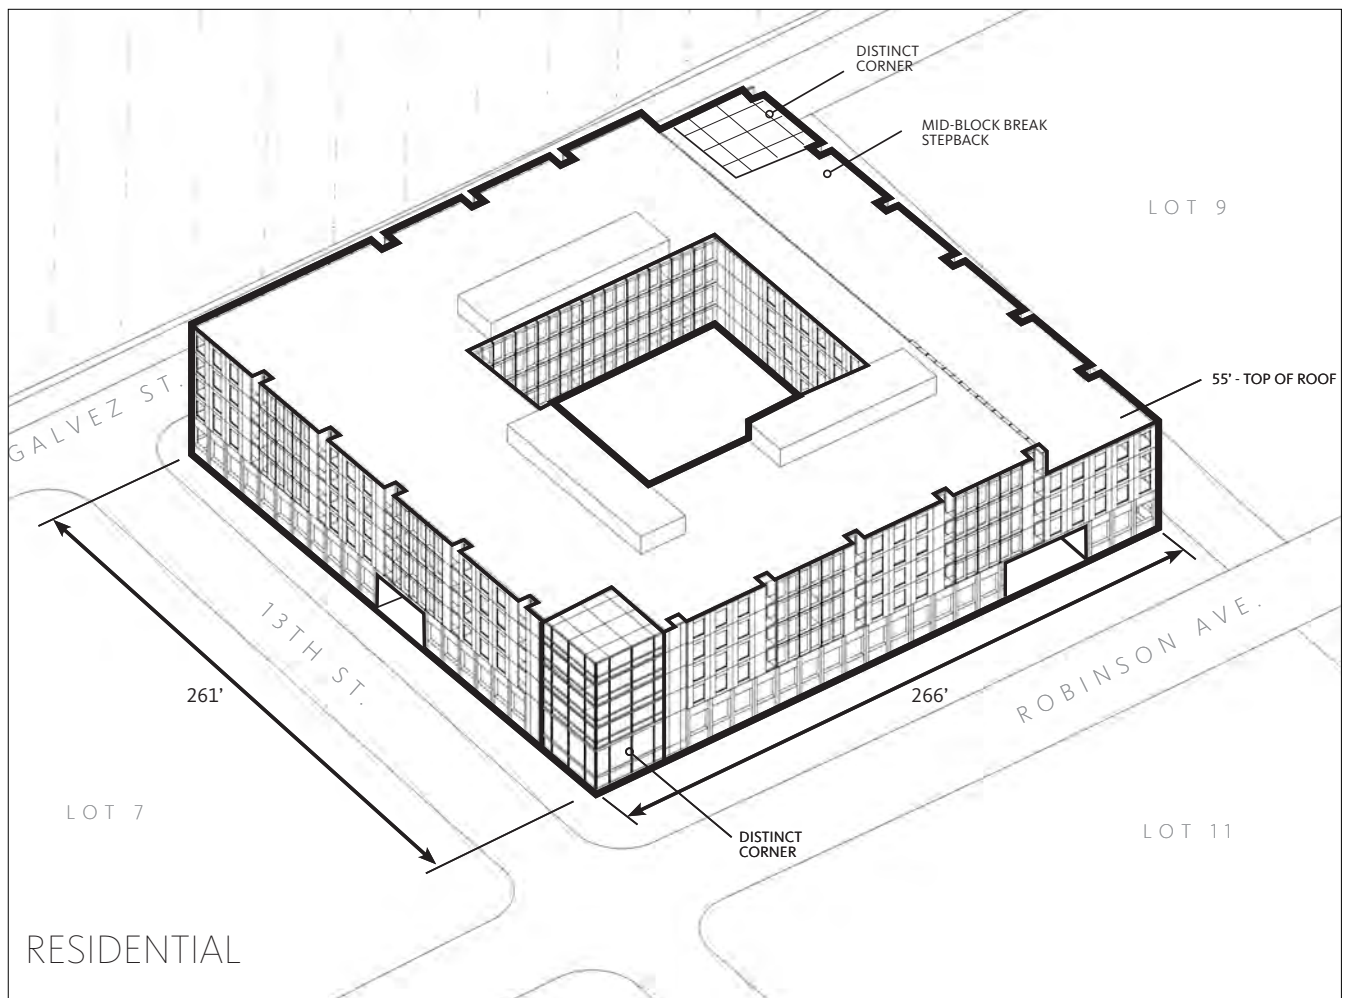 DISTINCT
CORNER
MID-BLOCK BREAK
STEPBACK
LOT 9
55' - TOP OF ROOF
GALVEZ ST.
13TH ST.
261'
266'
ROBINSON AVE.
LOT 7
DISTINCT
CORNER
LOT 11
RESIDENTIAL